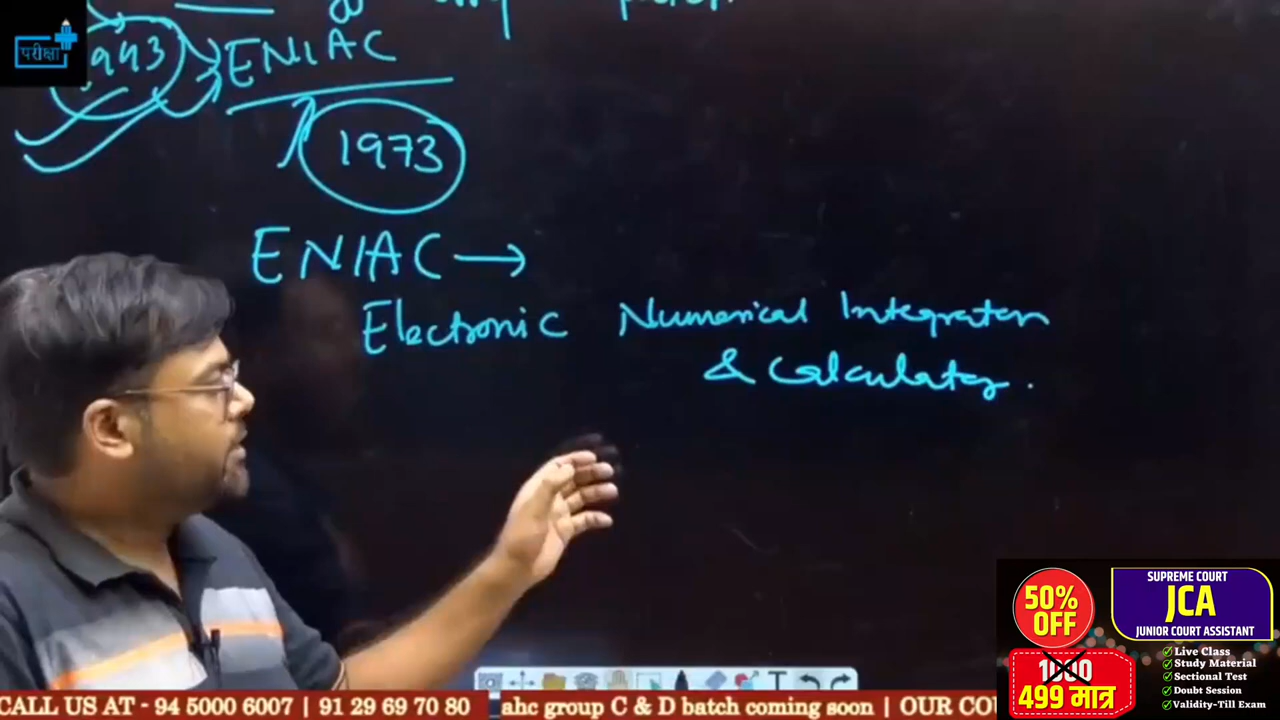 परीक्षा
943
ENIAC
1973
ENIAC →
Electronic Numerical Integrator
& Calculator.
50%
OFF
1000
499 मात्र
SUPREME COURT
JCA
JUNIOR COURT ASSISTANT
Live Class
Study Material
Sectional Test
Doubt Session
Validity-Till Exam
CALL US AT - 94 5000 6007 | 91 29 69 70 80 ahc group C & D batch coming soon | OUR COU